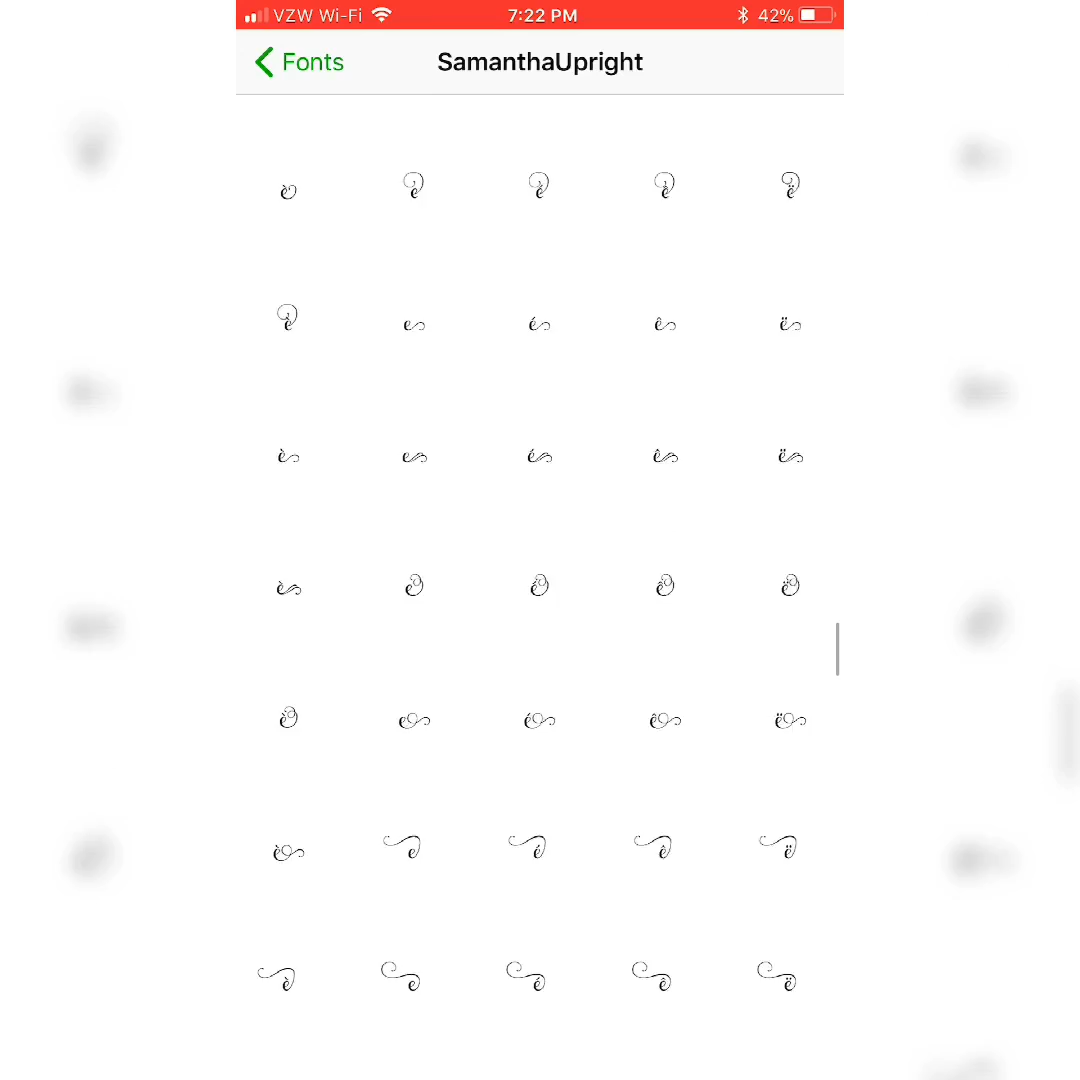 VZW Wi-Fi 7:22 PM 42%
Fonts SamanthaUpright
è é ê ë
è e é ê ë
è e é ê ë
è e é ê ë
è e é ê ë
è e é ê ë
è e é ê ë